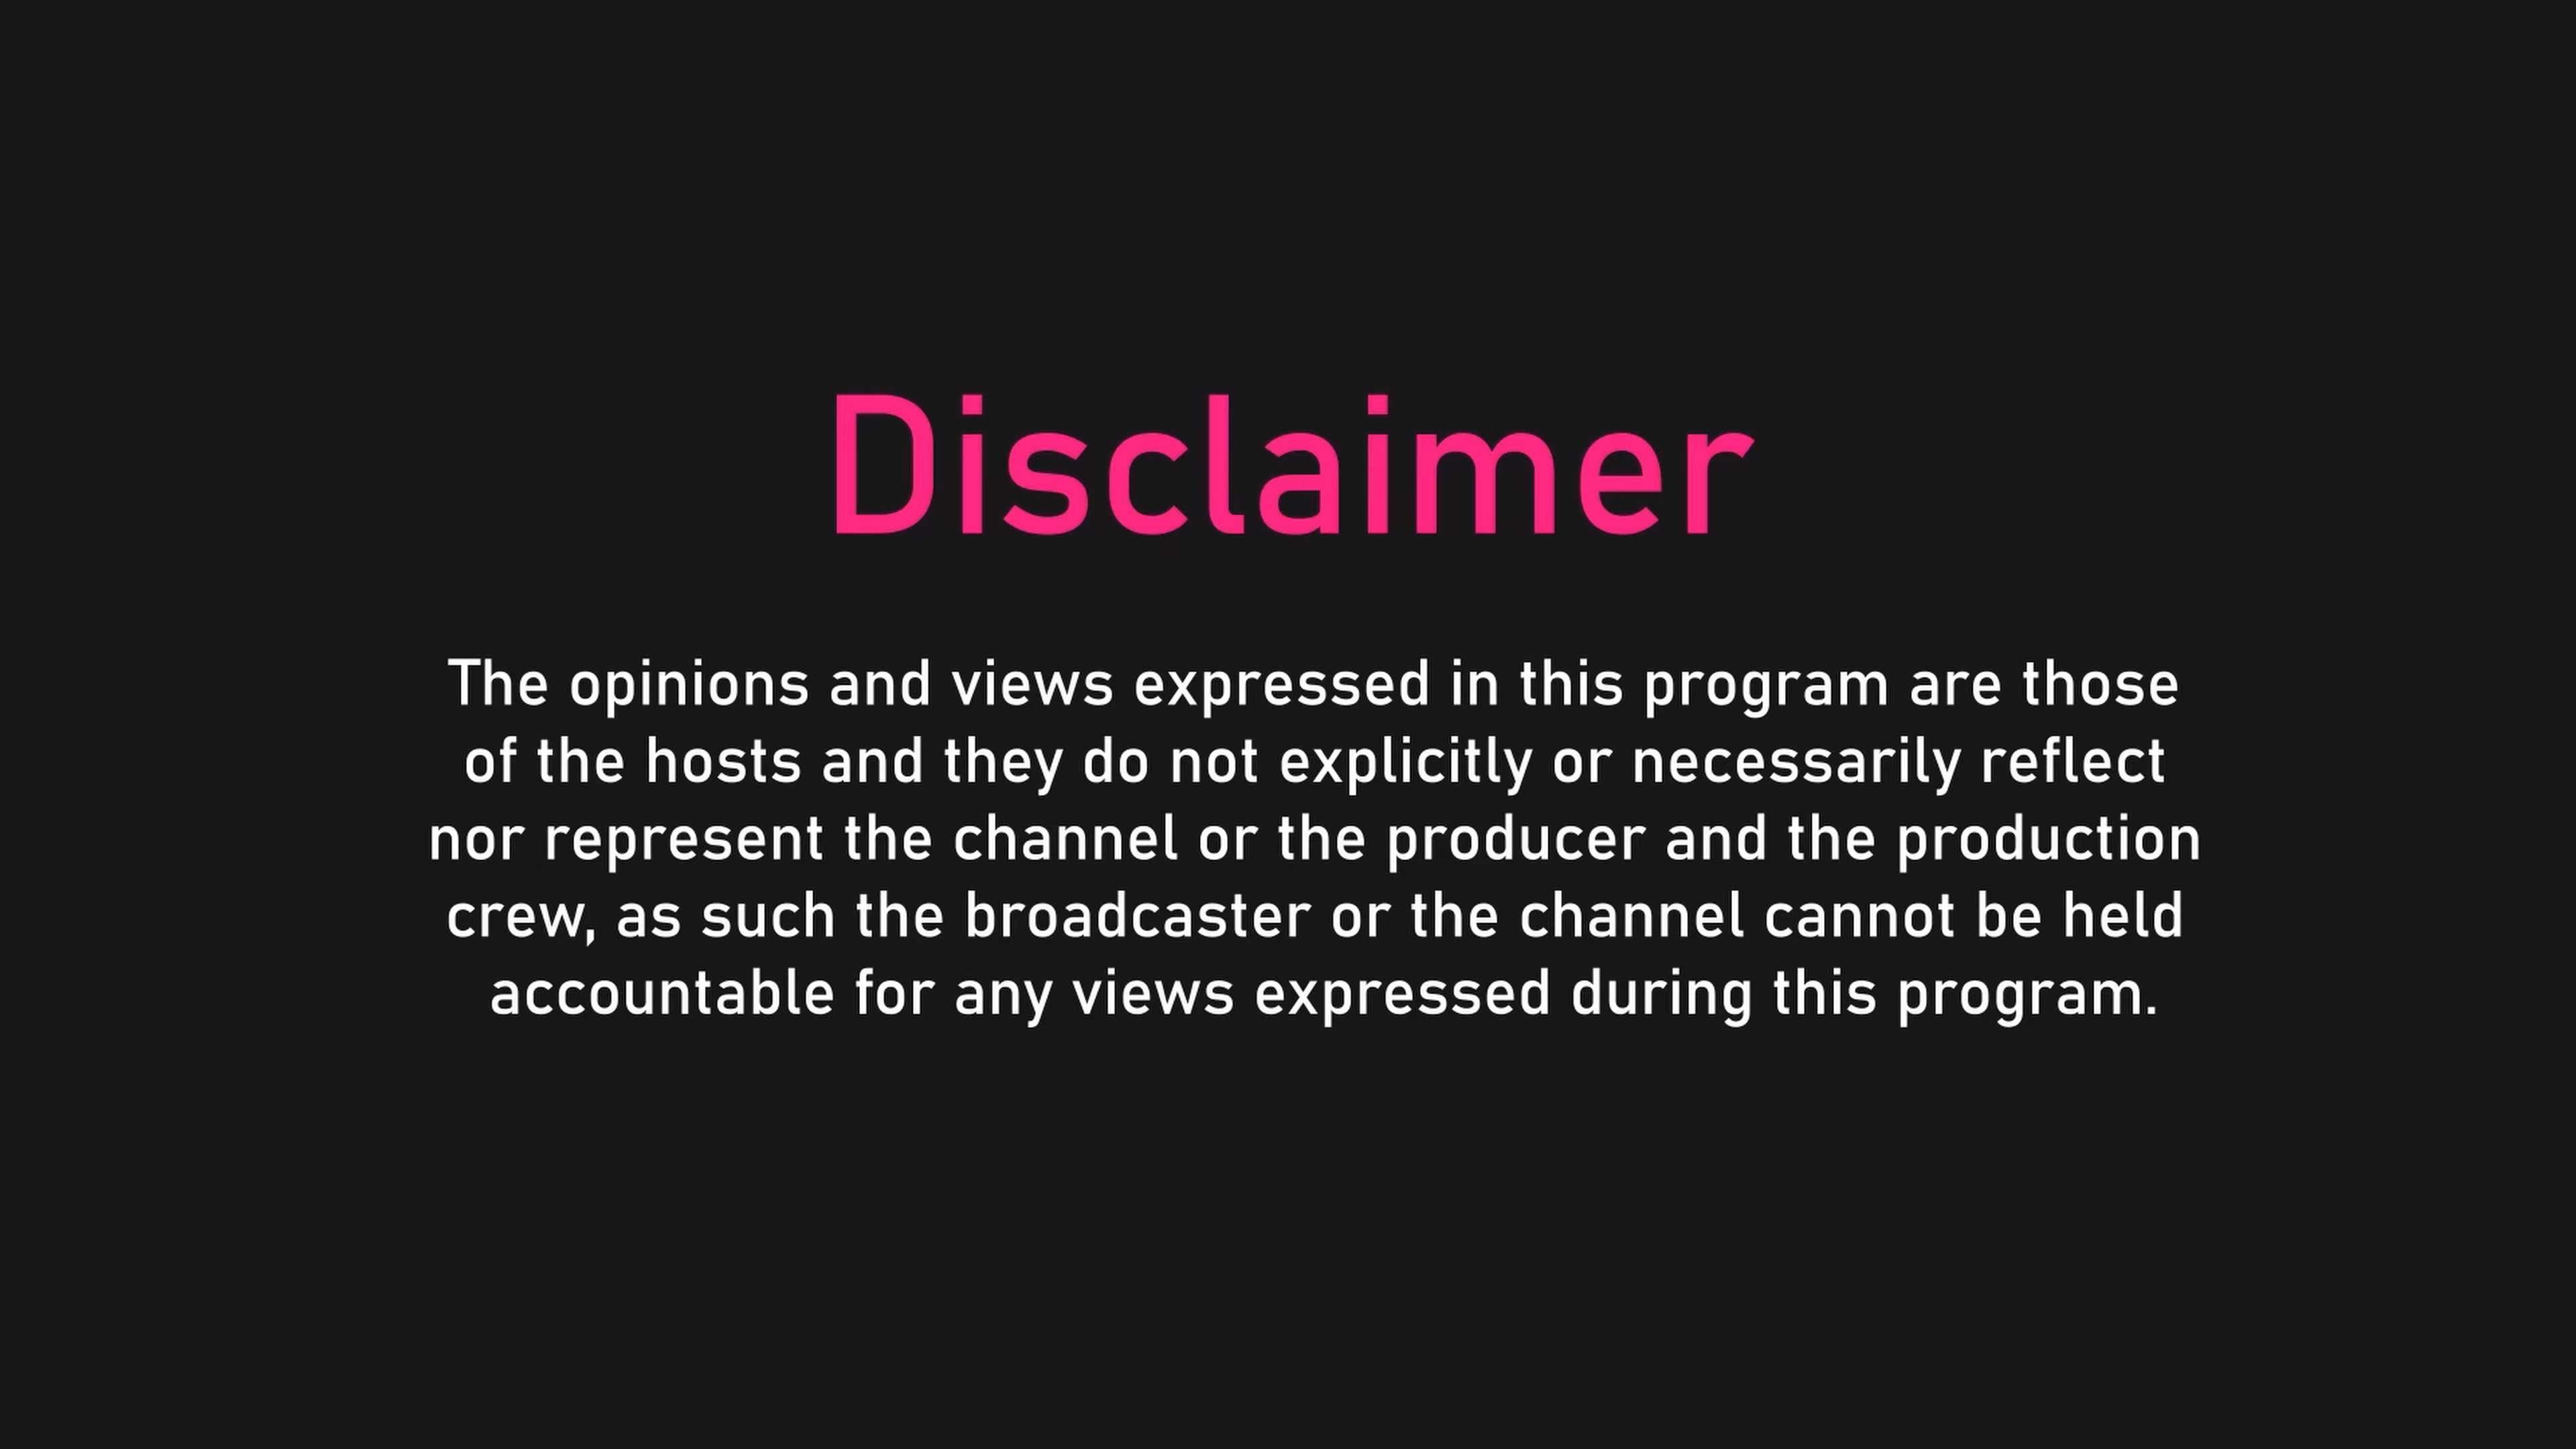 Disclaimer
The opinions and views expressed in this program are those
of the hosts and they do not explicitly or necessarily reflect
nor represent the channel or the producer and the production
crew, as such the broadcaster or the channel cannot be held
accountable for any views expressed during this program.